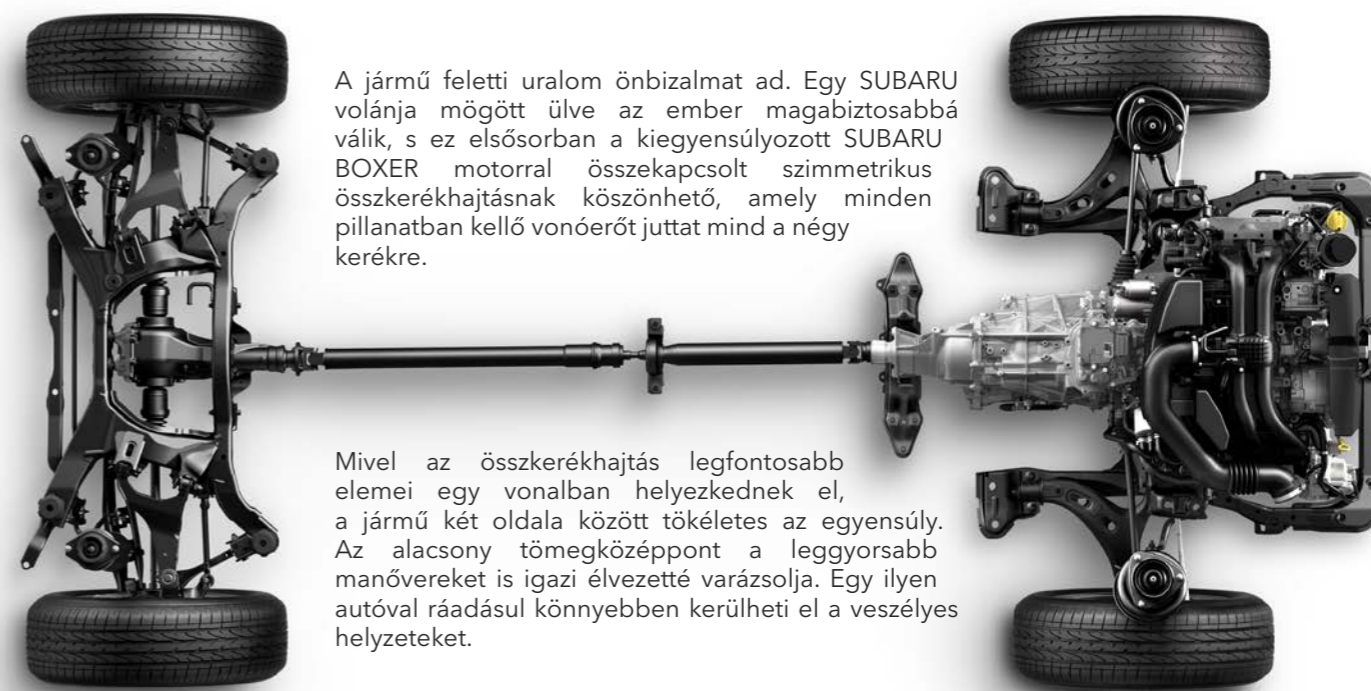 A jármű feletti uralom önbizalmat ad. Egy SUBARU
volánja mögött ülve az ember magabiztosabbá
válik, s ez elsősorban a kiegyensúlyozott SUBARU
BOXER motorral összekapcsolt szimmetrikus
összkerékhajtásnak köszönhető, amely minden
pillanatban kellő vonóerőt juttat mind a négy
kerékre.
Mivel az összkerékhajtás legfontosabb
elemei egy vonalban helyezkednek el,
a jármű két oldala között tökéletes az egyensúly.
Az alacsony tömegközéppont a leggyorsabb
manővereket is igazi élvezetté varázsolja. Egy ilyen
autóval ráadásul könnyebben kerülheti el a veszélyes
helyzeteket.